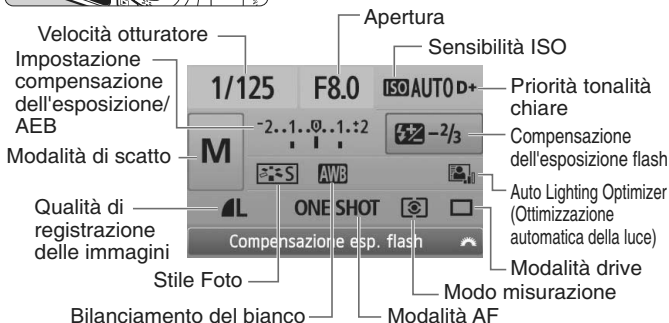 Apertura
Velocità otturatore
Sensibilità ISO
Impostazione
compensazione
dell'esposizione/
AEB
1/125 F8.0 ISO AUTO D+
Priorità tonalità
chiare
-2..1..0..1..+2
-2/3
Compensazione
dell'esposizione flash
Modalità di scatto
M
S AWB
Auto Lighting Optimizer
(Ottimizzazione
automatica della luce)
Qualità di
registrazione
delle immagini
L ONE SHOT
Compensazione esp. flash
Modalità drive
Stile Foto
Modo misurazione
Bilanciamento del bianco
Modalità AF